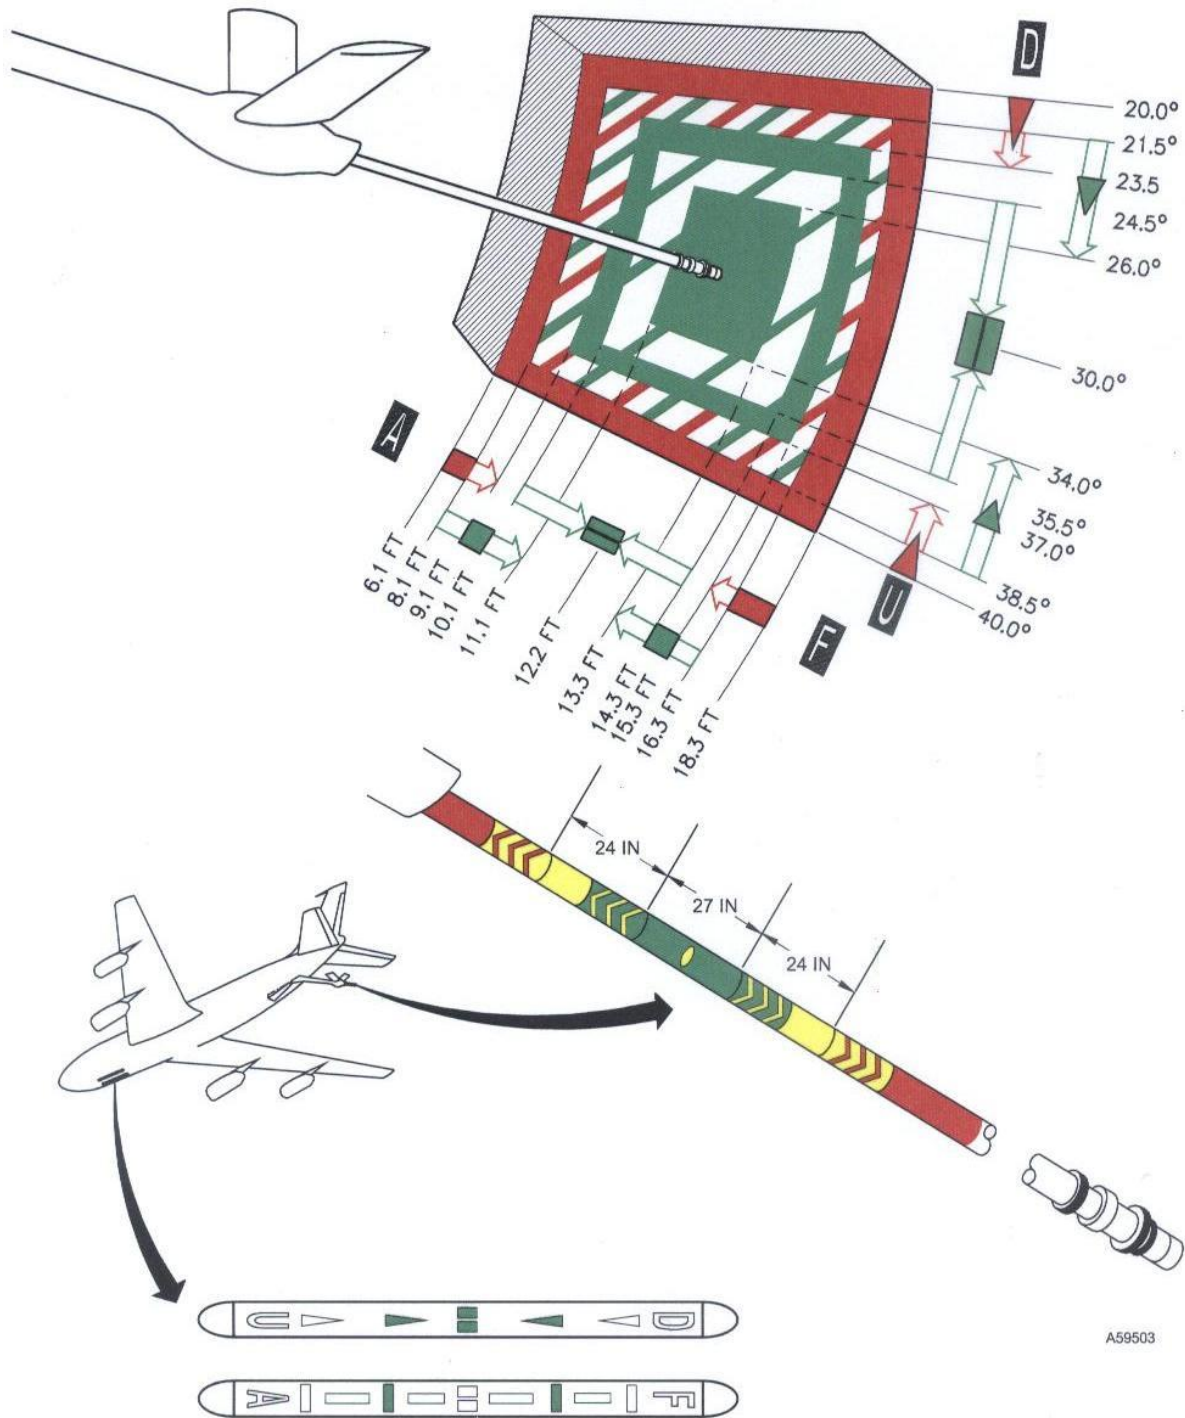 D
20.0°
21.5°
23.5
24.5°
26.0°
30.0°
34.0°
35.5°
37.0°
38.5°
40.0°
A
U
F
6.1 FT
8.1 FT
9.1 FT
10.1 FT
11.1 FT
12.2 FT
13.3 FT
14.3 FT
15.3 FT
16.3 FT
18.3 FT
24 IN
27 IN
24 IN
U D
A F
A59503